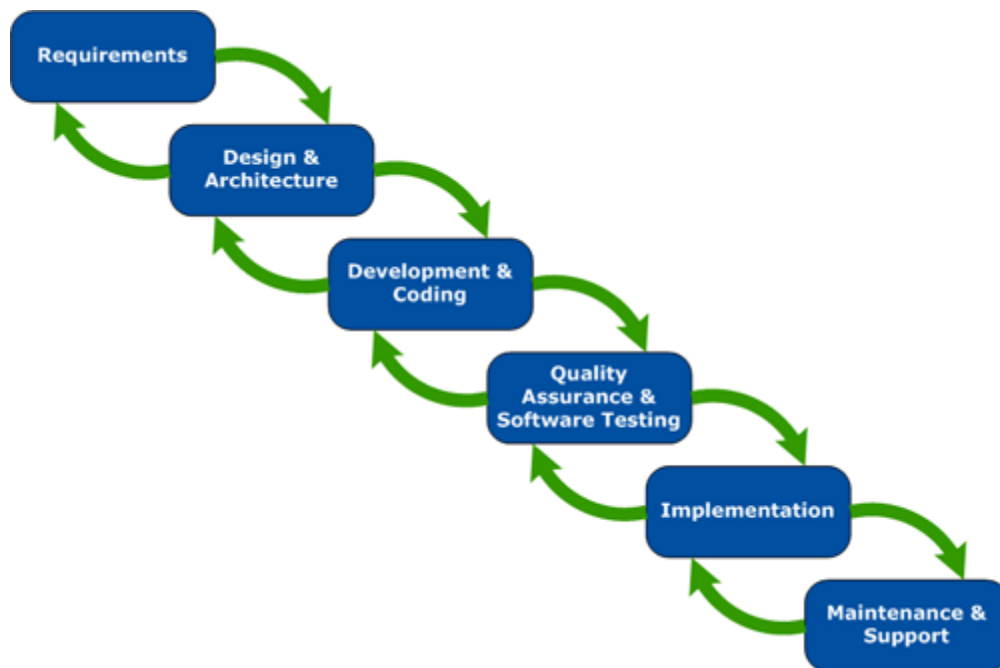 Requirements
Design &
Architecture
Development &
Coding
Quality
Assurance &
Software Testing
Implementation
Maintenance &
Support